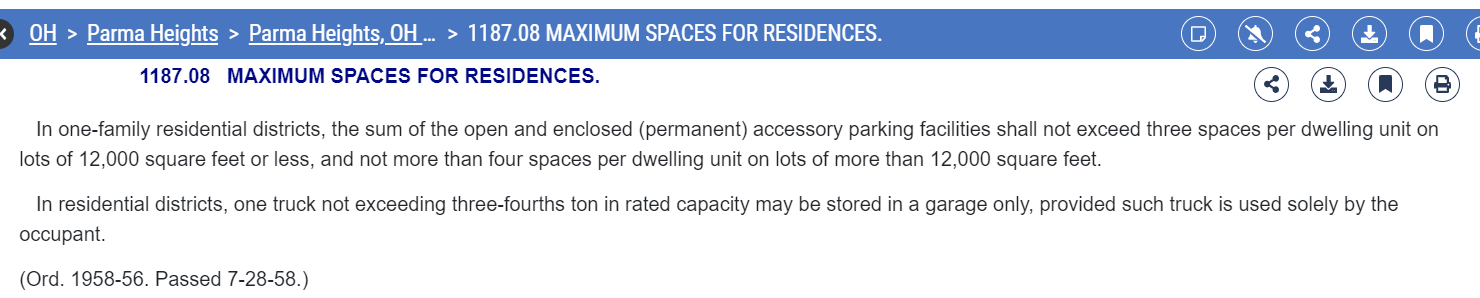 OH > Parma Heights > Parma Heights, OH ... > 1187.08 MAXIMUM SPACES FOR RESIDENCES.
1187.08 MAXIMUM SPACES FOR RESIDENCES.
In one-family residential districts, the sum of the open and enclosed (permanent) accessory parking facilities shall not exceed three spaces per dwelling unit on
lots of 12,000 square feet or less, and not more than four spaces per dwelling unit on lots of more than 12,000 square feet.
In residential districts, one truck not exceeding three-fourths ton in rated capacity may be stored in a garage only, provided such truck is used solely by the
occupant.
(Ord. 1958-56. Passed 7-28-58.)